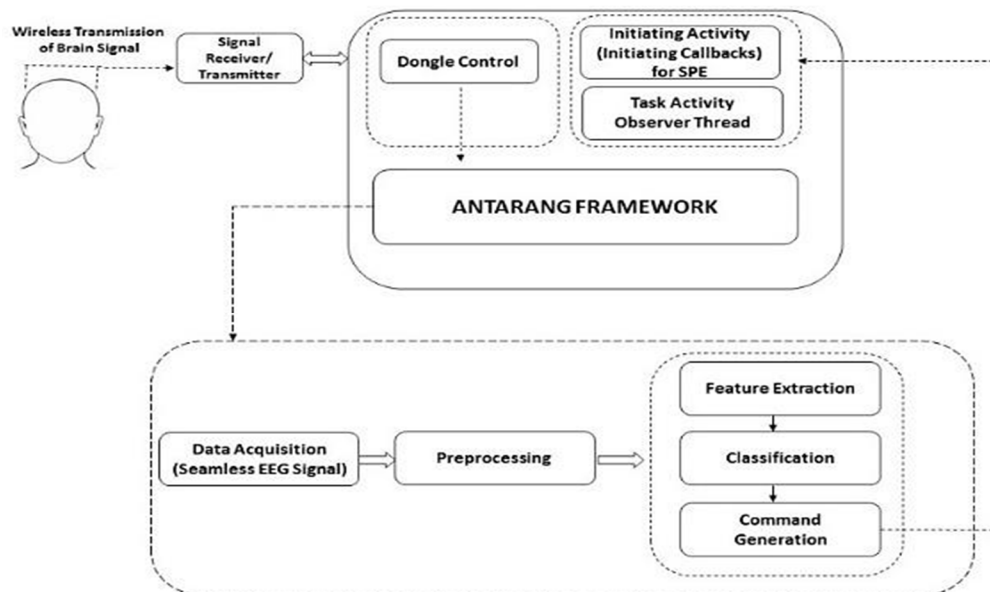 Wireless Transmission
of Brain Signal
Signal
Receiver/
Transmitter
Dongle Control
Initiating Activity
(Initiating Callbacks)
for SPE
Task Activity
Observer Thread
ANTARANG FRAMEWORK
Data Acquisition
(Seamless EEG Signal)
Preprocessing
Feature Extraction
Classification
Command
Generation